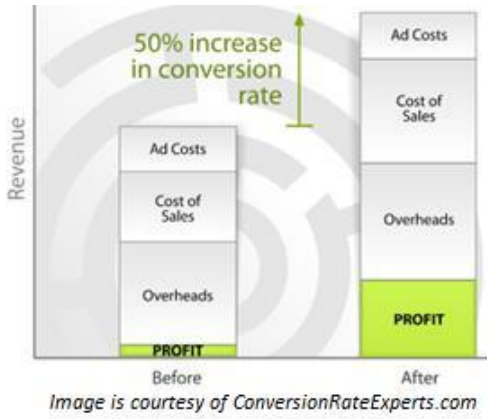 50% increase
in conversion
rate
Revenue
Ad Costs
Cost of
Sales
Overheads
PROFIT
Before
Ad Costs
Cost of
Sales
Overheads
PROFIT
After
Image is courtesy of ConversionRateExperts.com